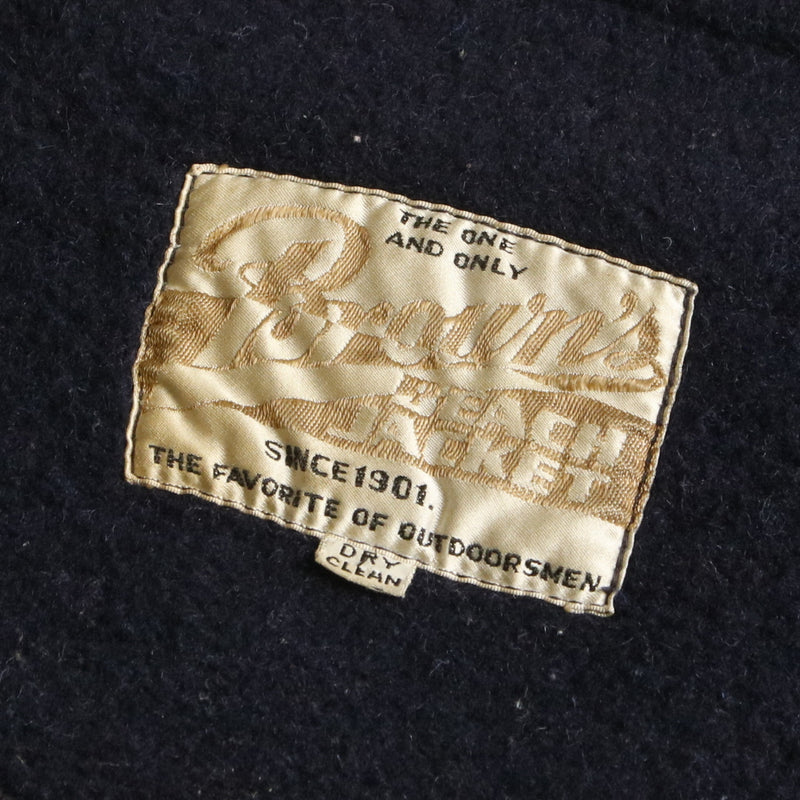 THE ONE
AND ONLY
Brown's
BEACH
JACKET
SINCE 1901.
THE FAVORITE OF OUTDOORSMEN
DRY
CLEAN